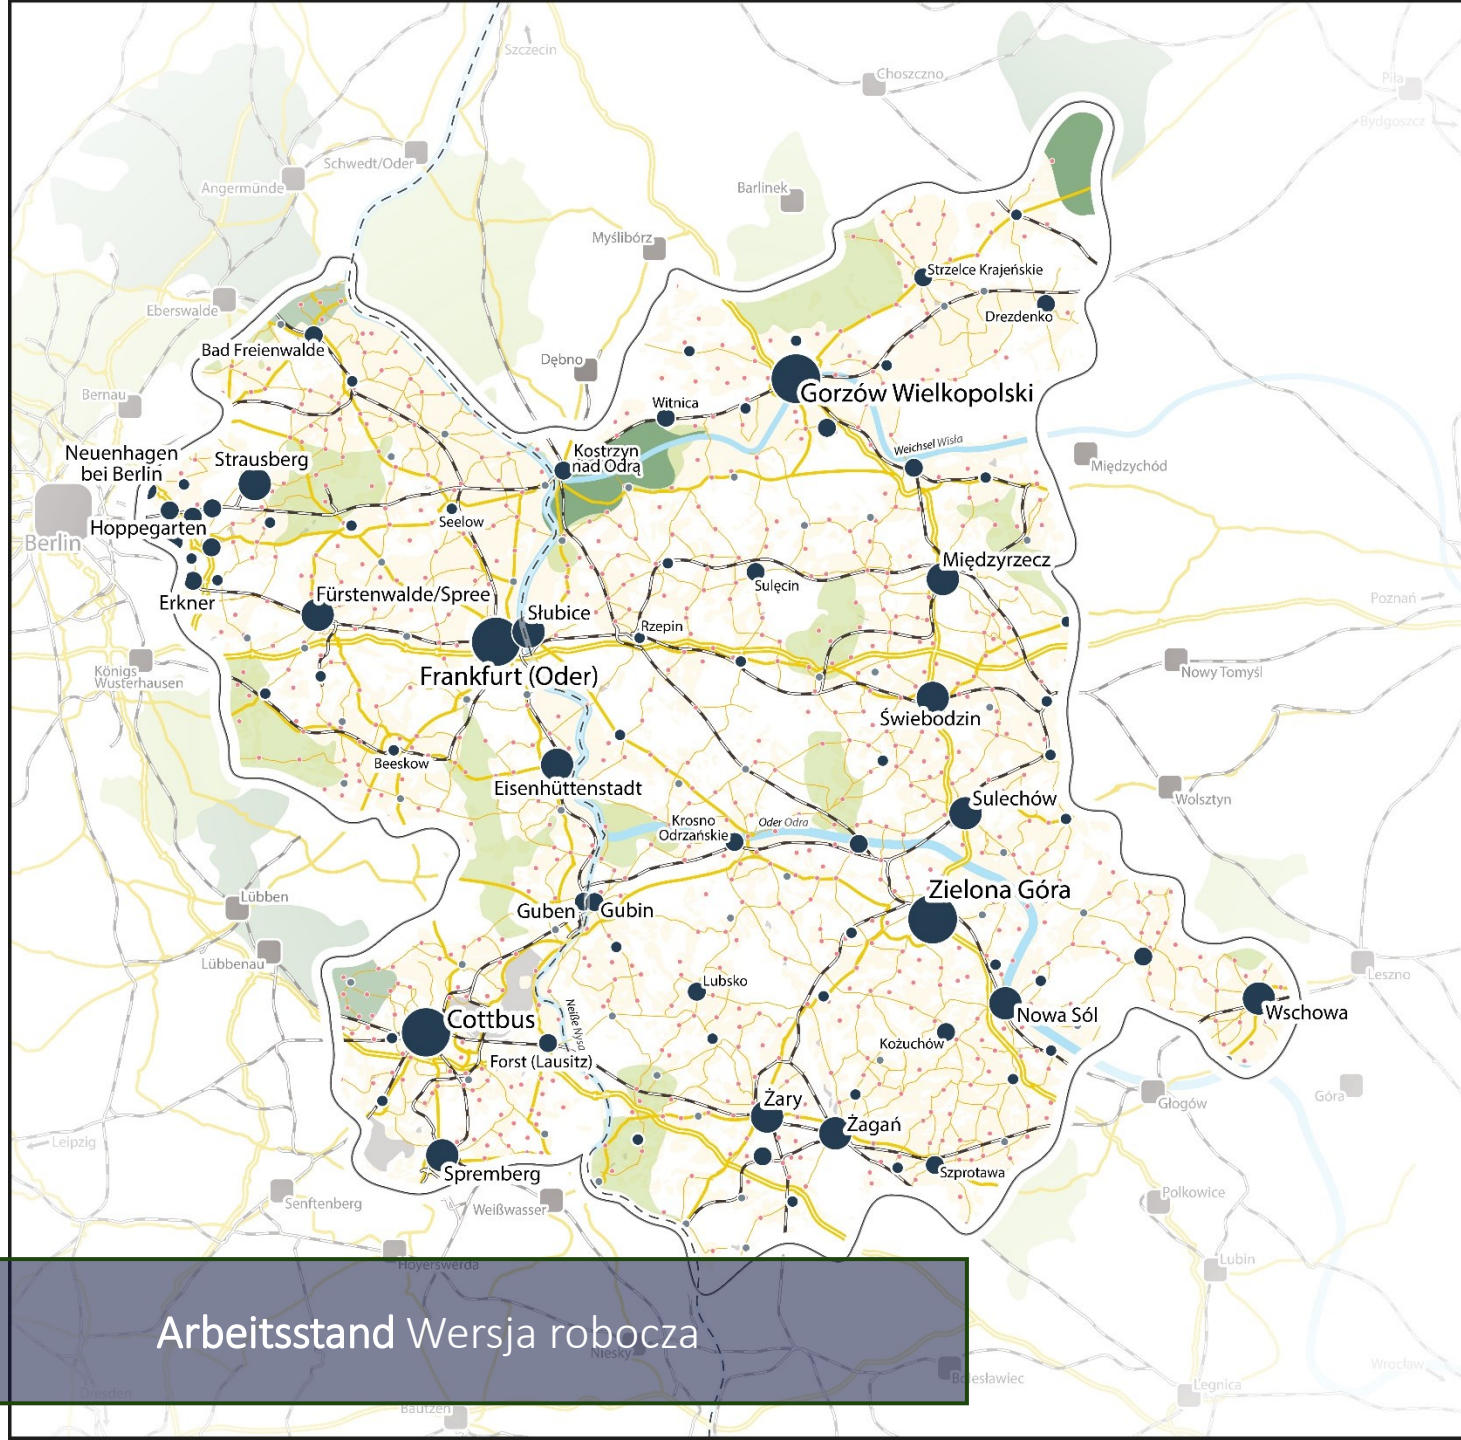 Szczecin
Choszczno
Piła
Bydgoszcz
Schwedt/Oder
Angermünde
Barlinek
Myślibórz
Strzelce Krajeńskie
Eberswalde
Drezdenko
Bad Freienwalde
Dębno
Bernau
Gorzów Wielkopolski
Witnica
Weichsel Wisła
Neuenhagen
bei Berlin
Strausberg
Kostrzyn
nad Odrą
Międzychód
Hoppegarten
Seelow
Berlin
Międzyrzecz
Sulęcin
Erkner
Fürstenwalde/Spree
Słubice
Rzepin
Poznań
Königs
Wusterhausen
Frankfurt (Oder)
Nowy Tomyśl
Świebodzin
Beeskow
Eisenhüttenstadt
Sulechów
Wolsztyn
Krosno
Odrzańskie
Oder Odra
Zielona Góra
Lübben
Guben
Gubin
Lübbenau
Leszno
Lubsko
Neiße Nysa
Cottbus
Nowa Sól
Wschowa
Kożuchów
Forst (Lausitz)
Żary
Głogów
Góra
Żagań
Leipzig
Spremberg
Szprotawa
Senftenberg
Weißwasser
Polkowice
Hoyerswerda
Lubin
Arbeitsstand Wersja robocza
Niesky
Wrocław
Dresden
Bolesławiec
Legnica
Bautzen